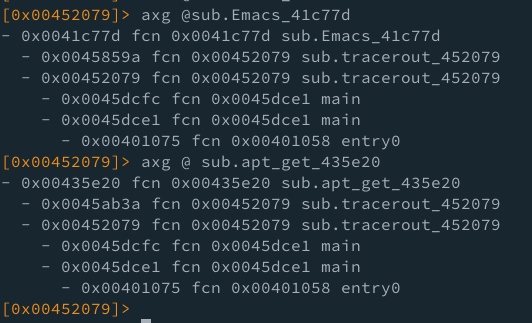 [0x00452079]> axg @sub.Emacs_41c77d
- 0x0041c77d fcn 0x0041c77d sub.Emacs_41c77d
- 0x0045859a fcn 0x00452079 sub.tracerout_452079
- 0x00452079 fcn 0x00452079 sub.tracerout_452079
- 0x0045dcfc fcn 0x0045dce1 main
- 0x0045dce1 fcn 0x0045dce1 main
- 0x00401075 fcn 0x00401058 entry0
[0x00452079]> axg @ sub.apt_get_435e20
- 0x00435e20 fcn 0x00435e20 sub.apt_get_435e20
- 0x0045ab3a fcn 0x00452079 sub.tracerout_452079
- 0x00452079 fcn 0x00452079 sub.tracerout_452079
- 0x0045dcfc fcn 0x0045dce1 main
- 0x0045dce1 fcn 0x0045dce1 main
- 0x00401075 fcn 0x00401058 entry0
[0x00452079]>